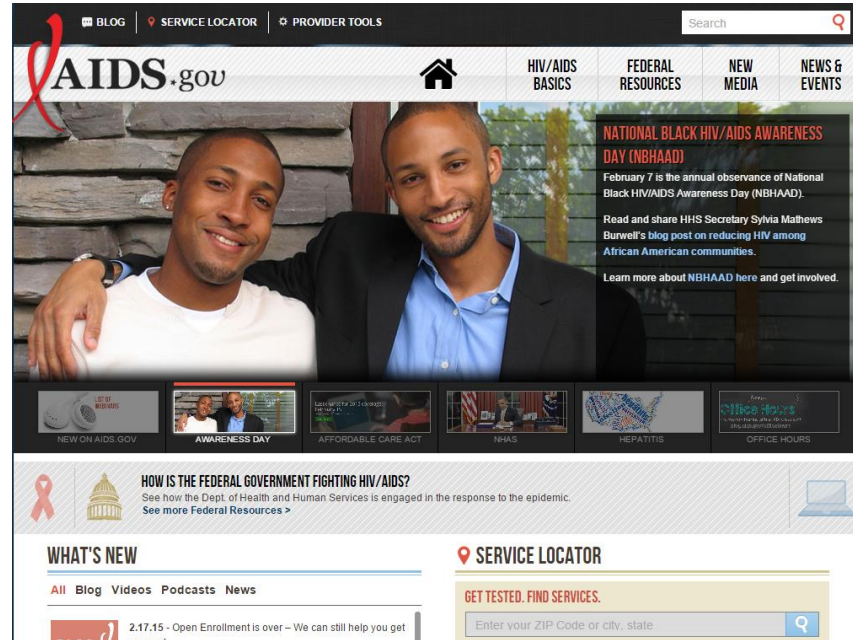 BLOG
SERVICE LOCATOR
PROVIDER TOOLS
Search
AIDS.gov
HIV/AIDS
BASICS
FEDERAL
RESOURCES
NEW
MEDIA
NEWS &
EVENTS
NATIONAL BLACK HIV/AIDS AWARENESS
DAY (NBHAAD)
February 7 is the annual observance of National
Black HIV/AIDS Awareness Day (NBHAAD).
Read and share HHS Secretary Sylvia Mathews
Burwell's blog post on reducing HIV among
African American communities.
Learn more about NBHAAD here and get involved.
LIST OF
WEBINARS
Office Hours
NEW ON AIDS.GOV
AWARENESS DAY
AFFORDABLE CARE ACT
NHAS
HEPATITIS
OFFICE HOURS
HOW IS THE FEDERAL GOVERNMENT FIGHTING HIV/AIDS?
See how the Dept. of Health and Human Services is engaged in the response to the epidemic.
See more Federal Resources >
WHAT'S NEW
All Blog Videos Podcasts News
2.17.15 - Open Enrollment is over – We can still help you get
SERVICE LOCATOR
GET TESTED. FIND SERVICES.
Enter your ZIP Code or city, state